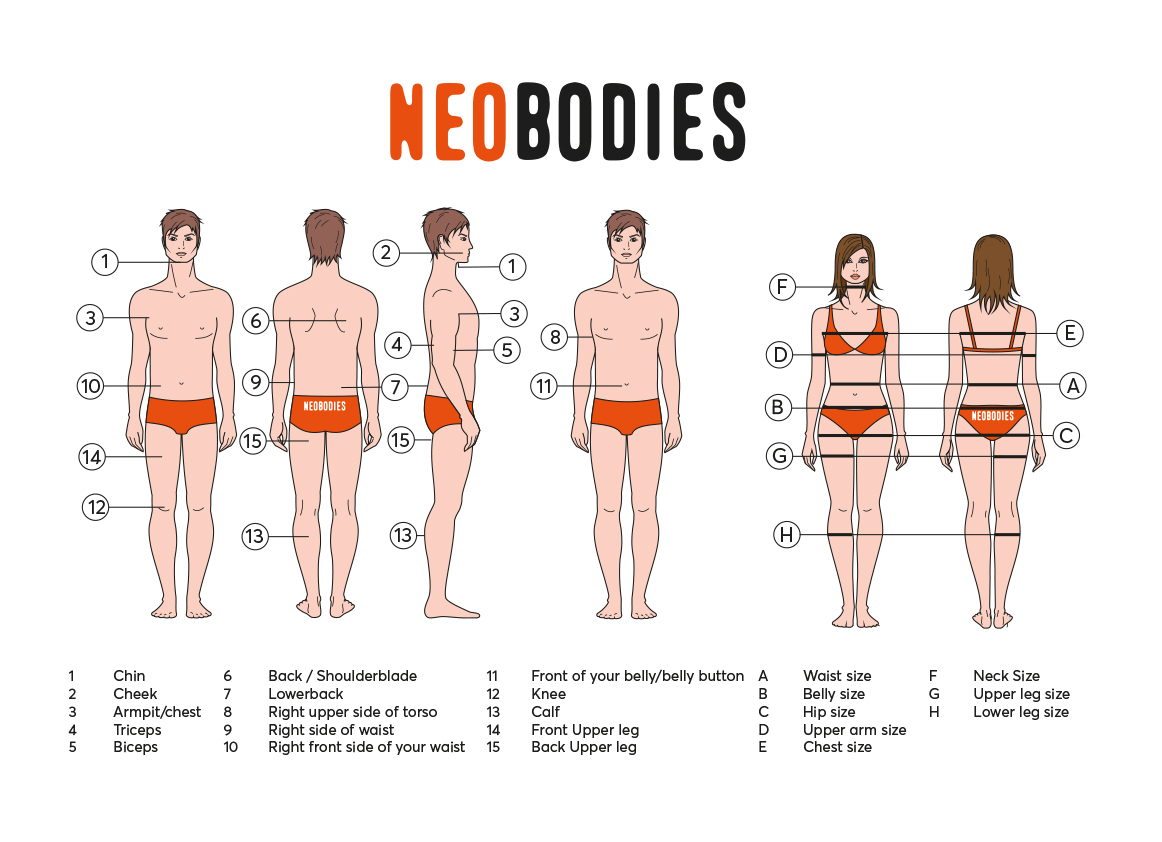 NEOBODIES
1
2
1
3
3
6
4
5
8
10
9
7
11
15
15
14
12
13
13
NEOBODIES
F
E
D
A
B
C
G
H
NEOBODIES
1 Chin
2 Cheek
3 Armpit/chest
4 Triceps
5 Biceps
6 Back / Shoulderblade
7 Lowerback
8 Right upper side of torso
9 Right side of waist
10 Right front side of your waist
11 Front of your belly/belly button
12 Knee
13 Calf
14 Front Upper leg
15 Back Upper leg
A Waist size
B Belly size
C Hip size
D Upper arm size
E Chest size
F Neck Size
G Upper leg size
H Lower leg size